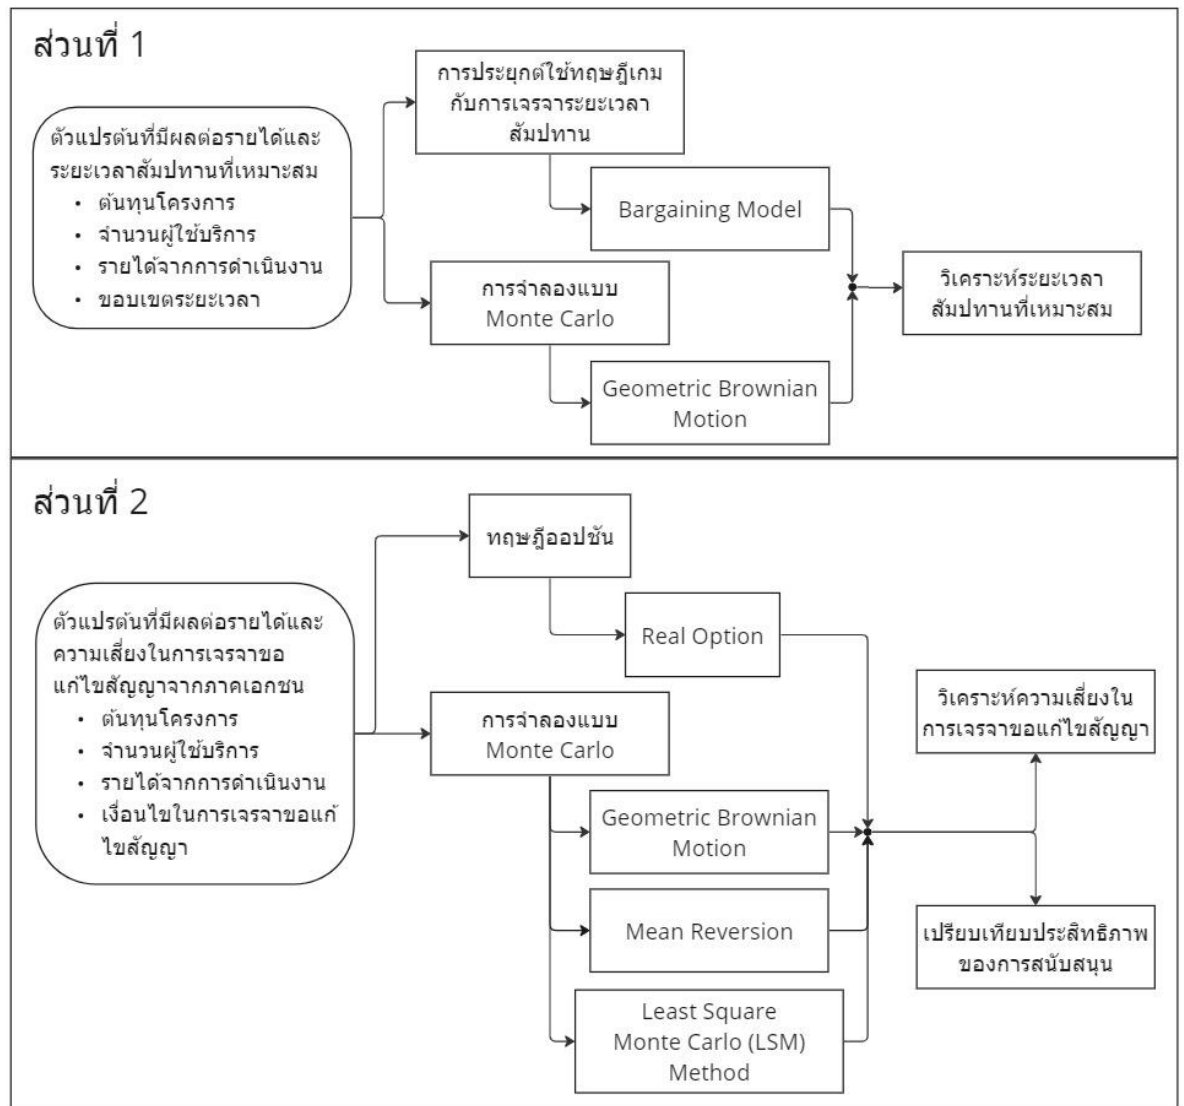 ส่วนที่ 1
การประยุกต์ใช้ทฤษฎีเกม
กับการเจรจาระยะเวลา
สัมปทาน
ตัวแปรต้นที่มีผลต่อรายได้และ
ระยะเวลาสัมปทานที่เหมาะสม
• ต้นทุนโครงการ
• จำนวนผู้ใช้บริการ
• รายได้จากการดำเนินงาน
• ขอบเขตระยะเวลา
Bargaining Model
การจำลองแบบ
Monte Carlo
Geometric Brownian
Motion
วิเคราะห์ระยะเวลา
สัมปทานที่เหมาะสม
ส่วนที่ 2
ทฤษฎีออปชัน
ตัวแปรต้นที่มีผลต่อรายได้และ
ความเสี่ยงในการเจรจาขอ
แก้ไขสัญญาจากภาคเอกชน
• ต้นทุนโครงการ
• จำนวนผู้ใช้บริการ
• รายได้จากการดำเนินงาน
• เงื่อนไขในการเจรจาขอแก้
ไขสัญญา
Real Option
การจำลองแบบ
Monte Carlo
Geometric Brownian
Motion
Mean Reversion
Least Square
Monte Carlo (LSM)
Method
วิเคราะห์ความเสี่ยงใน
การเจรจาขอแก้ไขสัญญา
เปรียบเทียบประสิทธิภาพ
ของการสนับสนุน